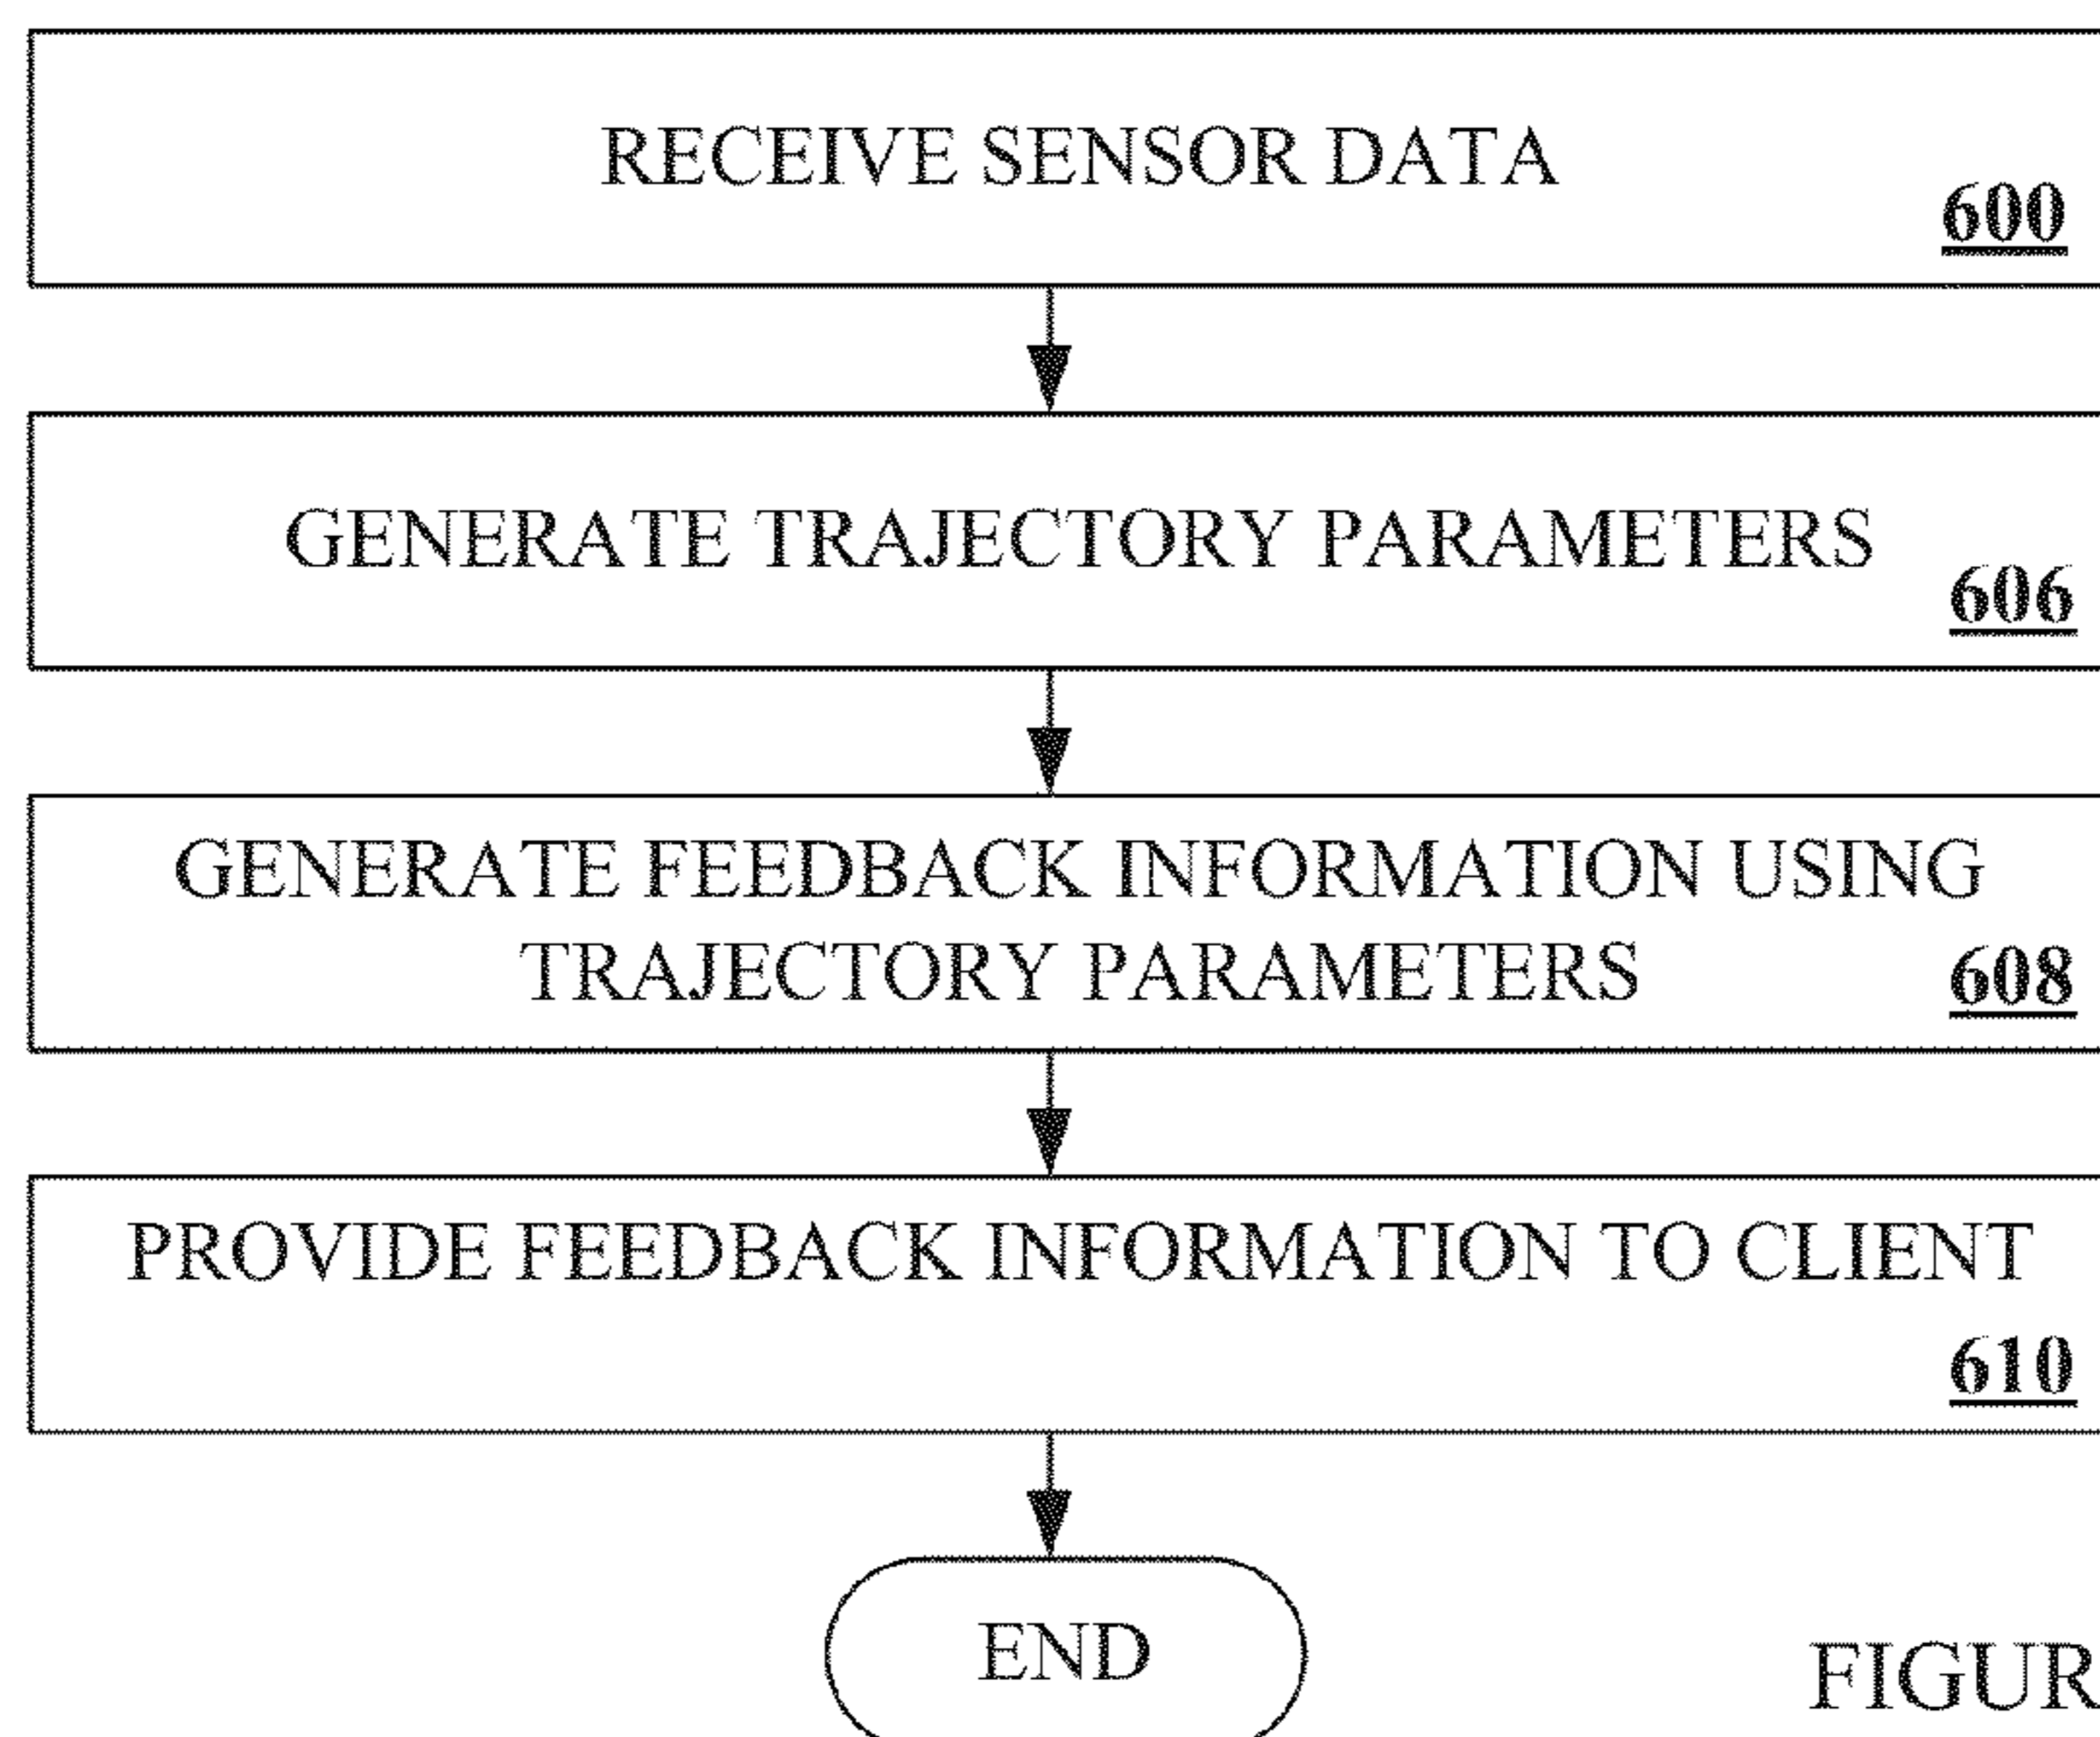 RECEIVE SENSOR DATA
600
GENERATE TRAJECTORY PARAMETERS
606
GENERATE FEEDBACK INFORMATION USING
TRAJECTORY PARAMETERS
608
PROVIDE FEEDBACK INFORMATION TO CLIENT
610
END
FIGUR